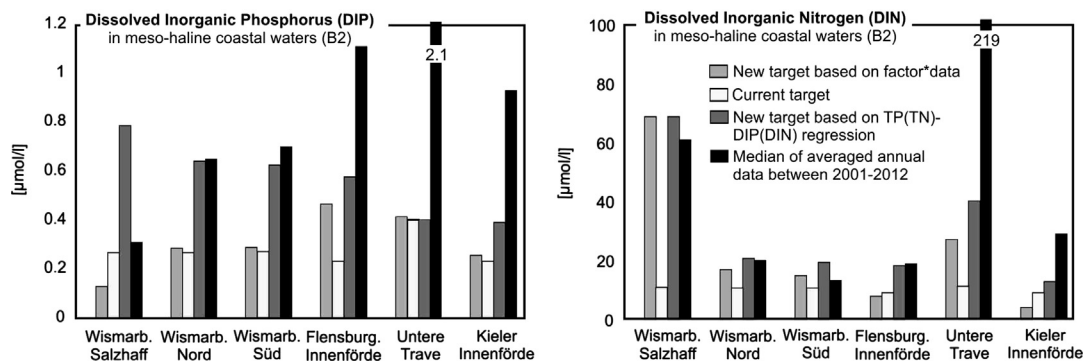 Dissolved Inorganic Phosphorus (DIP)
in meso-haline coastal waters (B2)
1.2
1
0.8
0.6
0.4
0.2
0
[µmol/l]
2.1
Wismarb. Salzhaff
Wismarb. Nord
Wismarb. Süd
Flensburg. Innenförde
Untere Trave
Kieler Innenförde
Dissolved Inorganic Nitrogen (DIN)
in meso-haline coastal waters (B2)
100
80
60
40
20
0
[µmol/l]
219
New target based on factor*data
Current target
New target based on TP(TN)-
DIP(DIN) regression
Median of averaged annual
data between 2001-2012
Wismarb. Salzhaff
Wismarb. Nord
Wismarb. Süd
Flensburg. Innenförde
Untere Trave
Kieler Innenförde